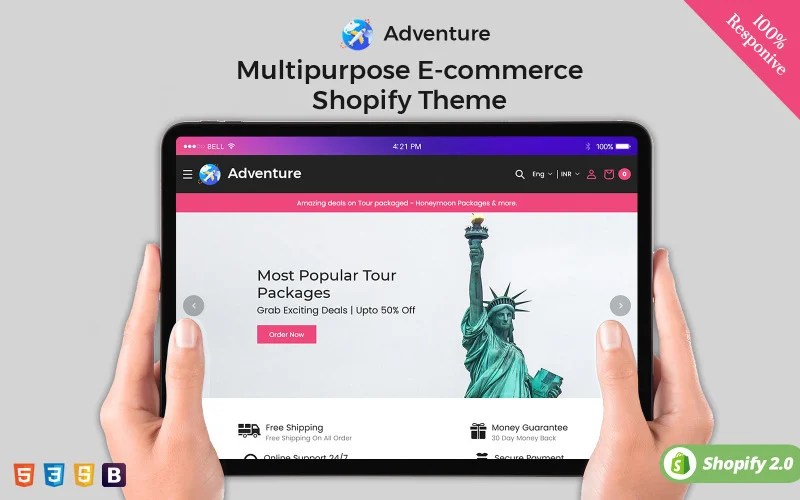 Adventure
100%
Responive
Multipurpose E-commerce
Shopify Theme
BELL
4:21 PM
100%
Adventure
Eng
INR
0
Amazing deals on Tour packaged - Honeymoon Packages & more.
Most Popular Tour
Packages
Grab Exciting Deals | Upto 50% Off
Order Now
Free Shipping
Free Shipping On All Order
Money Guarantee
30 Day Money Back
Online Support 24/7
Secure Payment
5
3
5
B
S
Shopify 2.0